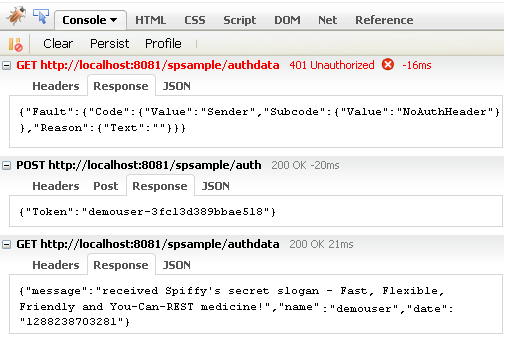 Console HTML CSS Script DOM Net Reference
Clear Persist Profile
GET http://localhost:8081/spsample/authdata 401 Unauthorized -16ms
Headers Response JSON
{"Fault":{"Code":{"Value":"Sender","Subcode":{"Value":"NoAuthHeader"}
},"Reason":{"Text":""}}}
POST http://localhost:8081/spsample/auth 200 OK -20ms
Headers Post Response JSON
{"Token":"demouser-3fc13d389bbae518"}
GET http://localhost:8081/spsample/authdata 200 OK 21ms
Headers Response JSON
{"message":"received Spiffy's secret slogan - Fast, Flexible,
Friendly and You-Can-REST medicine!","name":"demouser","date":
"1288238703281"}